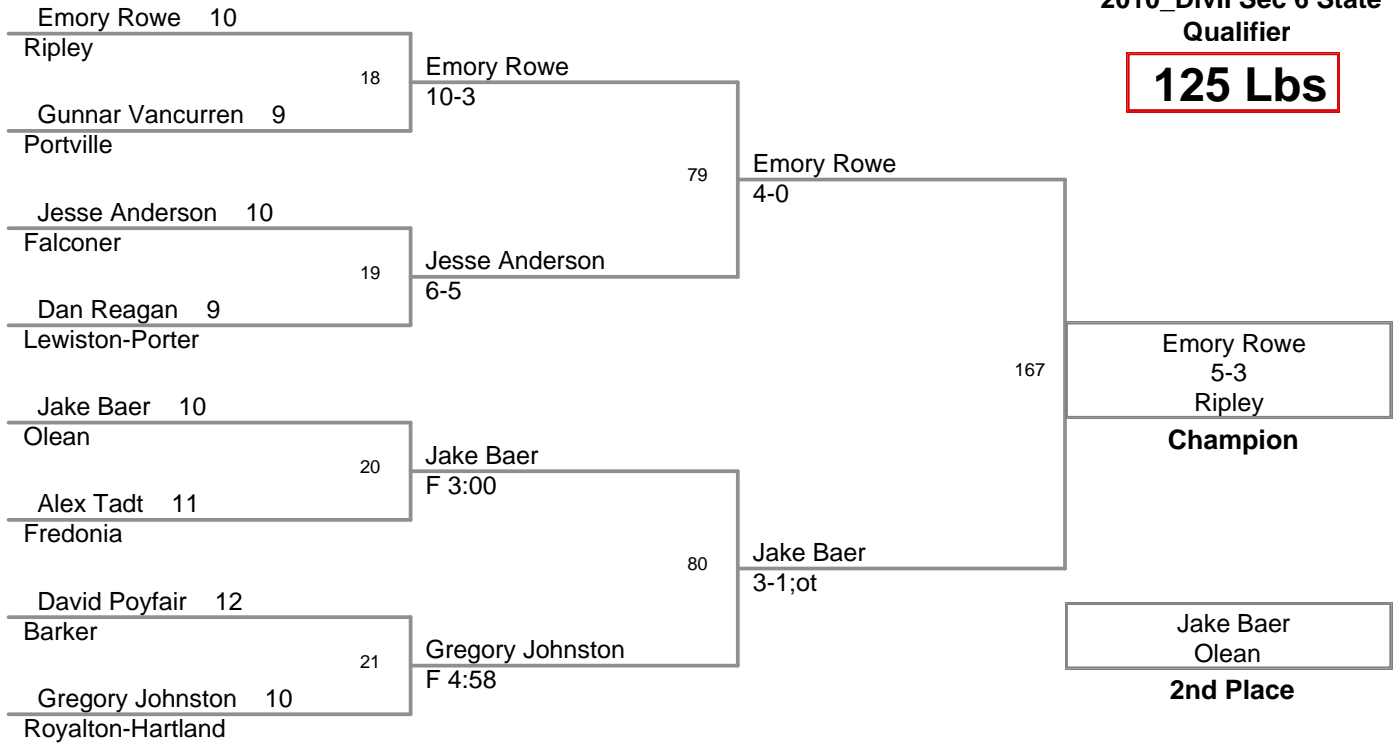 2010_DivII Sec 6 State
Qualifier
125 Lbs
Emory Rowe 10
Ripley
18
Gunnar Vancurren 9
Portville
Emory Rowe
10-3
Jesse Anderson 10
Falconer
19
Dan Reagan 9
Lewiston-Porter
Jesse Anderson
6-5
79
Emory Rowe
4-0
Jake Baer 10
Olean
20
Alex Tadt 11
Fredonia
Jake Baer
F 3:00
David Poyfair 12
Barker
21
Gregory Johnston 10
Royalton-Hartland
Gregory Johnston
F 4:58
80
Jake Baer
3-1;ot
167
Emory Rowe
5-3
Ripley
Champion
Jake Baer
Olean
2nd Place